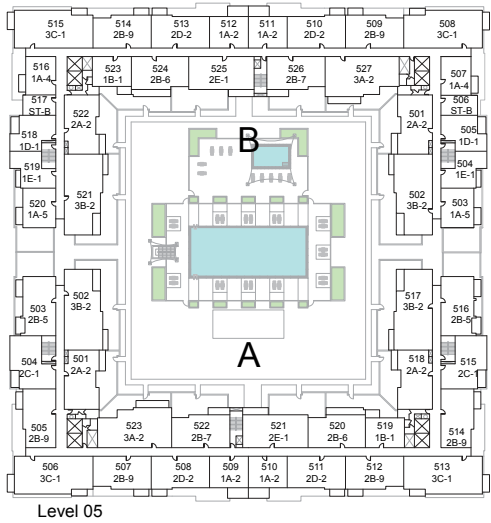 515
3C-1
514
2B-9
513
2D-2
512
1A-2
511
1A-2
510
2D-2
509
2B-9
508
3C-1
516
1A-4
523
1B-1
524
2B-6
525
2E-1
526
2B-7
527
3A-2
507
1A-4
517
ST-B
506
ST-B
522
2A-2
501
2A-2
518
1D-1
505
1D-1
B
519
1E-1
504
1E-1
521
3B-2
502
3B-2
520
1A-5
503
1A-5
503
2B-5
502
3B-2
517
3B-2
516
2B-5
504
2C-1
501
2A-2
A
518
2A-2
515
2C-1
505
2B-9
523
3A-2
522
2B-7
521
2E-1
520
2B-6
519
1B-1
514
2B-9
506
3C-1
507
2B-9
508
2D-2
509
1A-2
510
1A-2
511
2D-2
512
2B-9
513
3C-1
Level 05